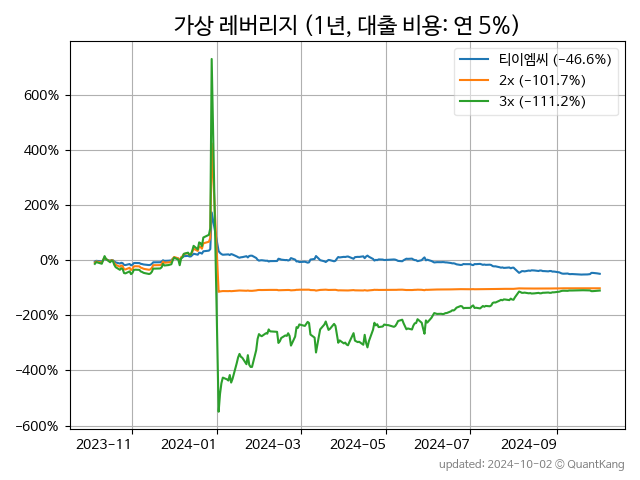 가상 레버리지 (1년, 대출 비용: 연 5%)
티이엠씨 (-46.6%)
2x (-101.7%)
3x (-111.2%)
600%
400%
200%
0%
-200%
-400%
-600%
2023-11 2024-01 2024-03 2024-05 2024-07 2024-09
updated: 2024-10-02 © QuantKang